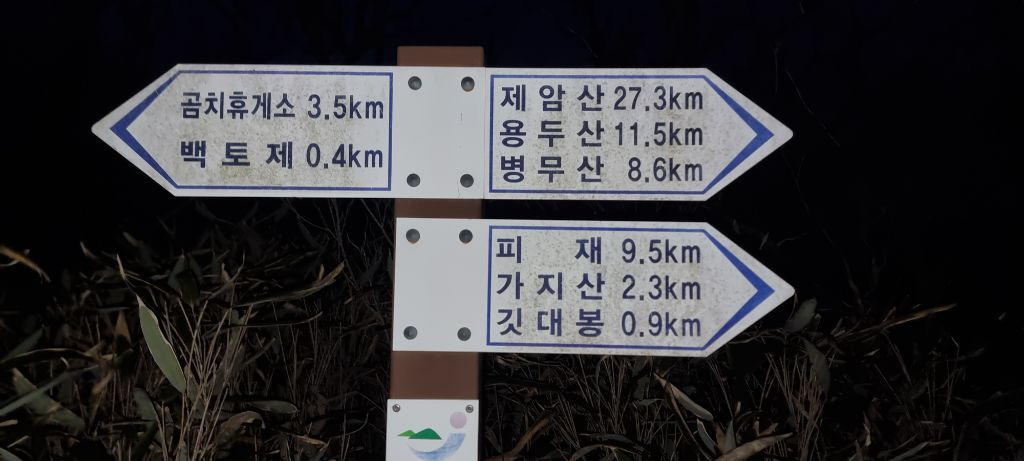 곰치휴게소 3.5km
백토제 0.4km
제암산 27.3km
용두산 11.5km
병무산 8.6km
피재 9.5km
가지산 2.3km
깃대봉 0.9km